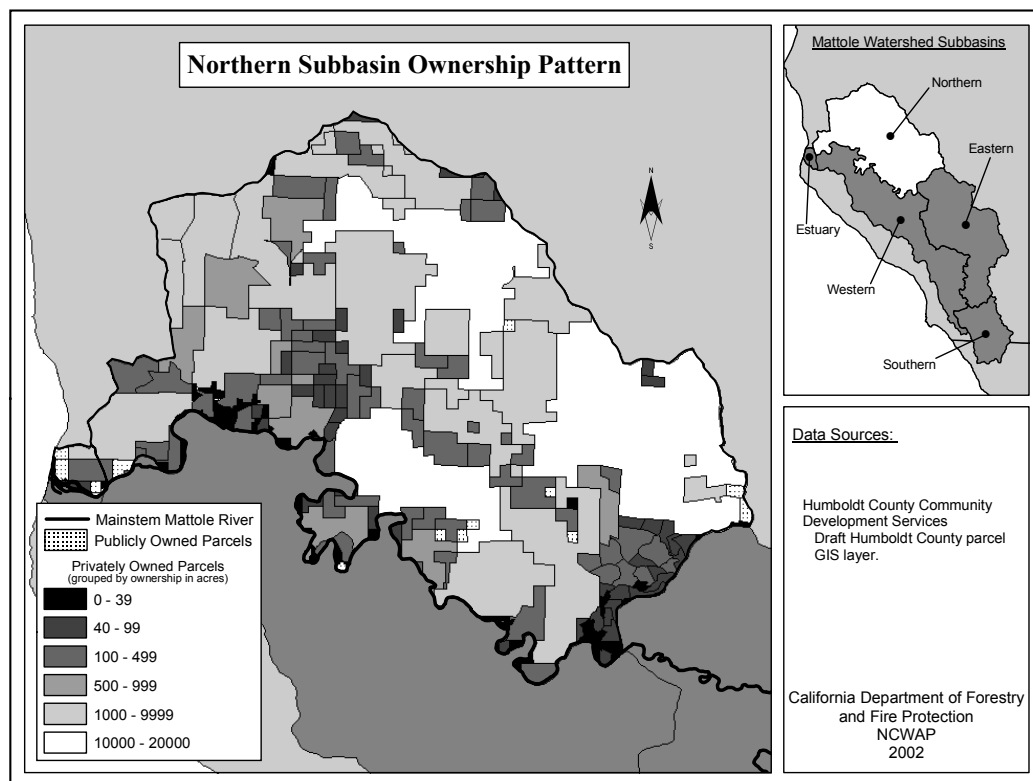 Northern Subbasin Ownership Pattern
N
S
Mainstem Mattole River
Publicly Owned Parcels
Privately Owned Parcels
(grouped by ownership in acres)
0 - 39
40 - 99
100 - 499
500 - 999
1000 - 9999
10000 - 20000
Mattole Watershed Subbasins
Northern
Eastern
Estuary
Western
Southern
Data Sources:
Humboldt County Community
Development Services
Draft Humboldt County parcel
GIS layer.
California Department of Forestry
and Fire Protection
NCWAP
2002